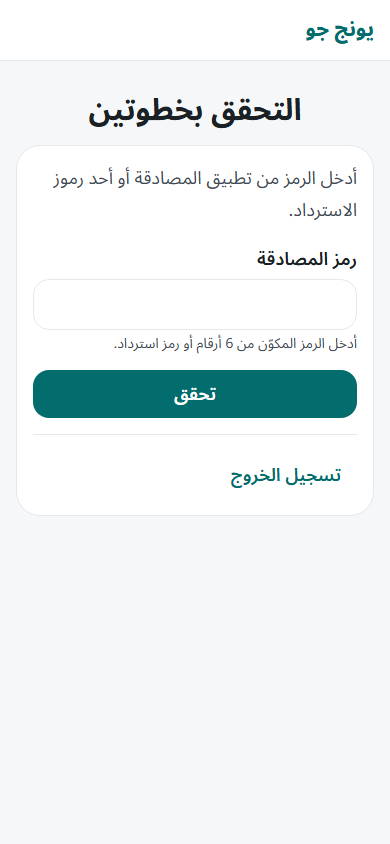 يونج جو
التحقق بخطوتين
أدخل الرمز من تطبيق المصادقة أو أحد رموز
الاسترداد.
رمز المصادقة
أدخل الرمز المكوّن من 6 أرقام أو رمز استرداد.
تحقق
تسجيل الخروج